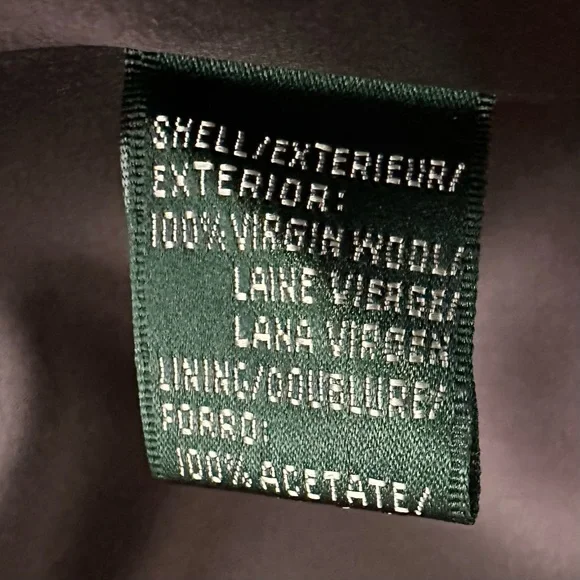 SHELL/EXTERIEUR/
EXTERIOR:
100% VIRGIN WOOL/
LAINE VIERGE/
LANA VIRGEN
LINING/DOUBLURE/
FORRO:
100% ACETATE/